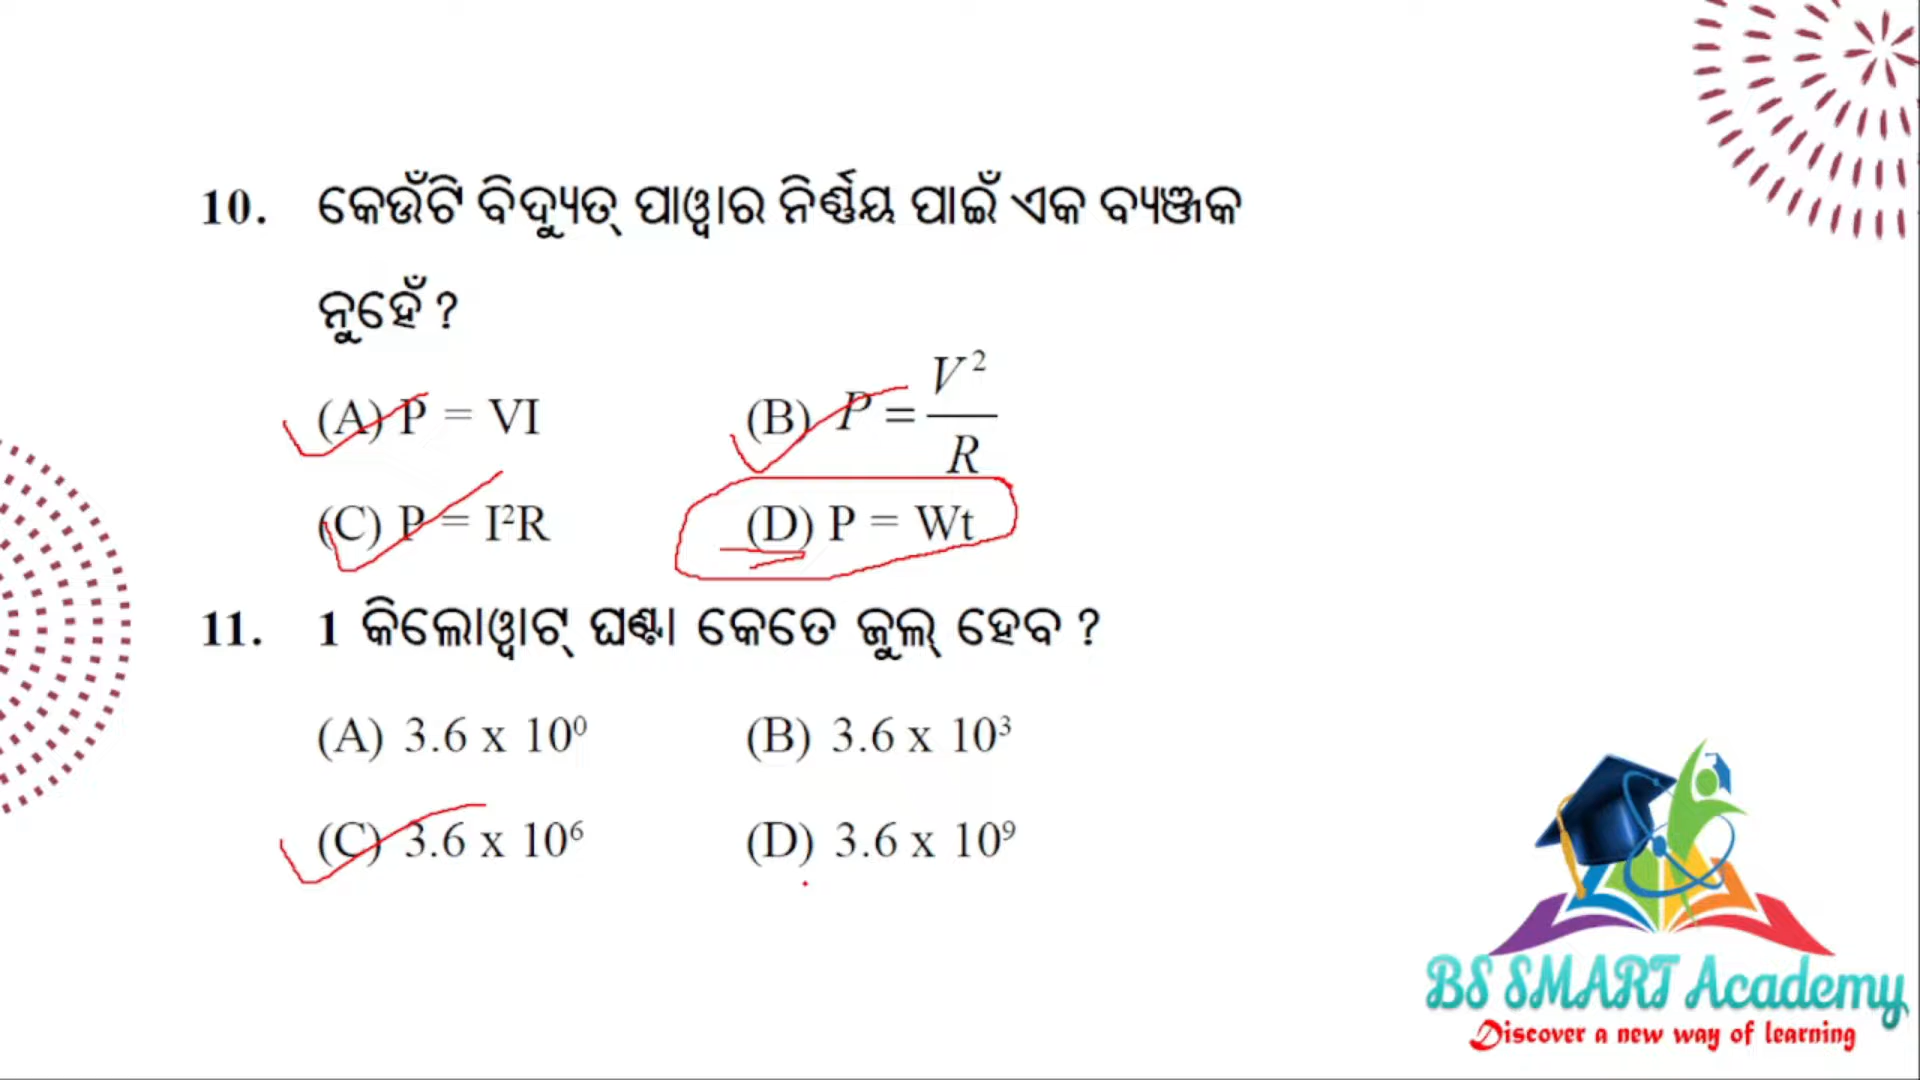 10. କେଉଁଟି ବିଦ୍ୟୁତ୍ ପାୱାର ନିର୍ଣ୍ଣୟ ପାଇଁ ଏକ ବ୍ୟଞ୍ଜକ
ନୁହେଁ ?
(A) P = VI (B) P = V²/R
(C) P = I²R (D) P = Wt
11. 1 କିଲୋୱାଟ୍ ଘଣ୍ଟା କେତେ ଜୁଲ୍ ହେବ ?
(A) 3.6 x 10⁰ (B) 3.6 x 10³
(C) 3.6 x 10⁶ (D) 3.6 x 10⁹
BS SMART Academy
Discover a new way of learning